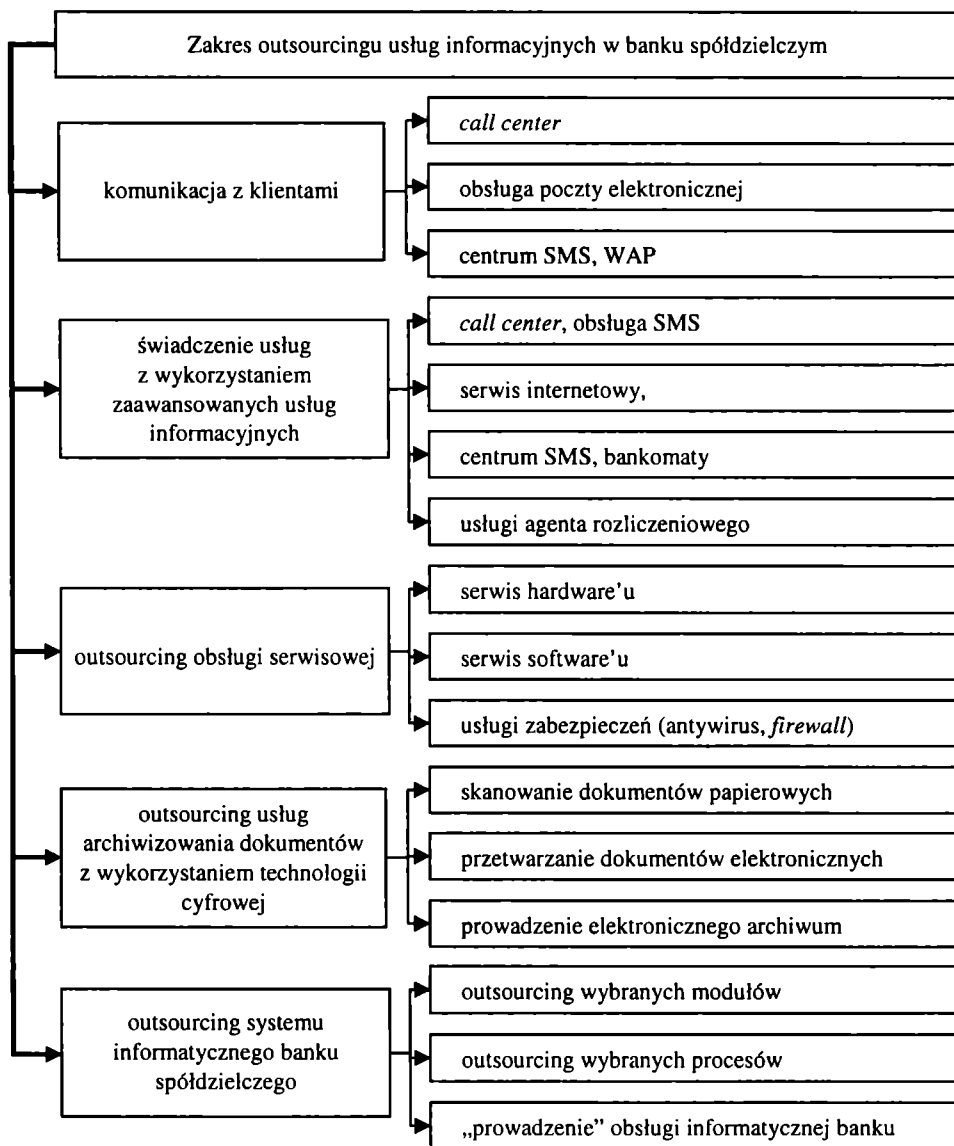 Zakres outsourcingu usług informacyjnych w banku spółdzielczym
komunikacja z klientami
call center
obsługa poczty elektronicznej
centrum SMS, WAP
świadczenie usług
z wykorzystaniem
zaawansowanych usług
informacyjnych
call center, obsługa SMS
serwis internetowy,
centrum SMS, bankomaty
usługi agenta rozliczeniowego
outsourcing obsługi serwisowej
serwis hardware’u
serwis software’u
usługi zabezpieczeń (antywirus, firewall)
outsourcing usług
archiwizowania dokumentów
z wykorzystaniem technologii
cyfrowej
skanowanie dokumentów papierowych
przetwarzanie dokumentów elektronicznych
prowadzenie elektronicznego archiwum
outsourcing systemu
informatycznego banku
spółdzielczego
outsourcing wybranych modułów
outsourcing wybranych procesów
„prowadzenie” obsługi informatycznej banku